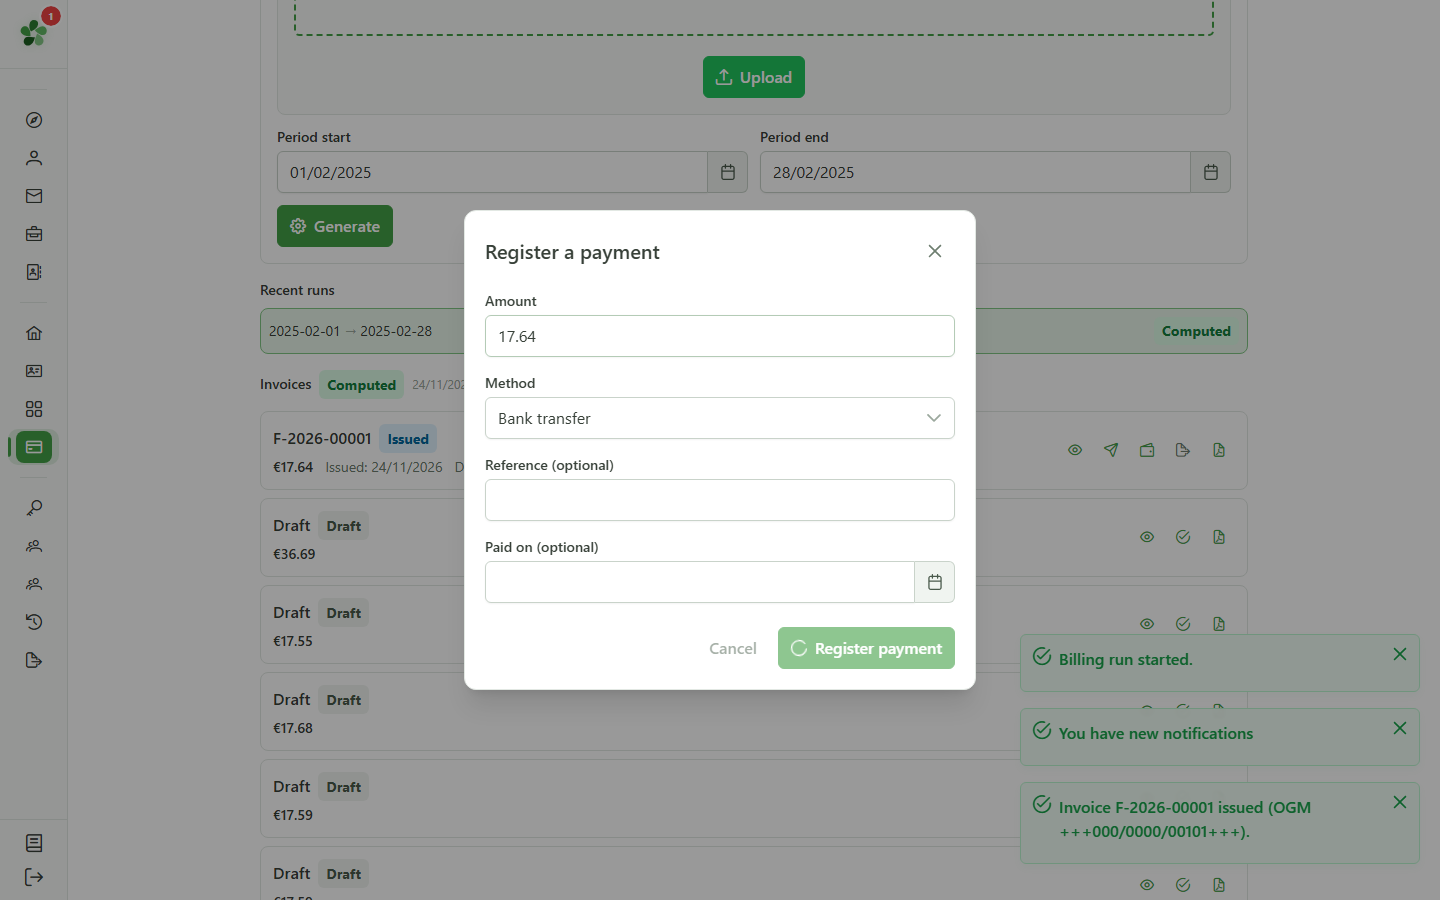 1
Upload
Period start
Period end
01/02/2025
28/02/2025
Generate
Recent runs
2025-02-01 → 2025-02-28
Computed
Invoices
Computed
Register a payment
Amount
17.64
Method
Bank transfer
Reference (optional)
Paid on (optional)
Cancel
Register payment
F-2026-00001
Issued
€17.64
Issued: 24/11/2026
Draft
Draft
€36.69
Draft
Draft
€17.55
Draft
Draft
€17.68
Draft
Draft
€17.59
Draft
Draft
Billing run started.
You have new notifications
Invoice F-2026-00001 issued (OGM
+++000/0000/00101+++).